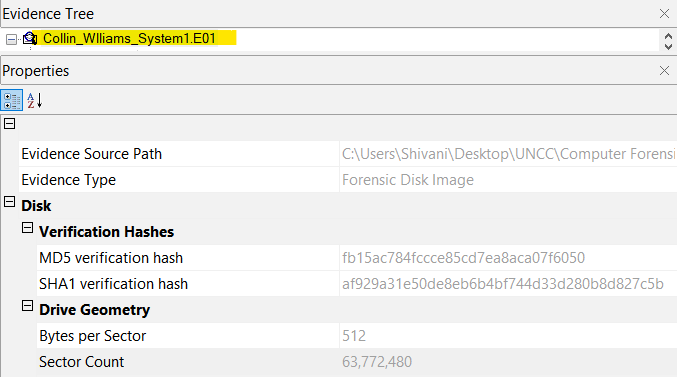 Evidence Tree
Collin_WIliams_System1.E01
Properties
Evidence Source Path C:\Users\Shivani\Desktop\UNCC\Computer Forensi
Evidence Type Forensic Disk Image
Disk
Verification Hashes
MD5 verification hash fb15ac784fccce85cd7ea8aca07f6050
SHA1 verification hash af929a31e50de8eb6b4bf744d33d280b8d827c5b
Drive Geometry
Bytes per Sector 512
Sector Count 63,772,480